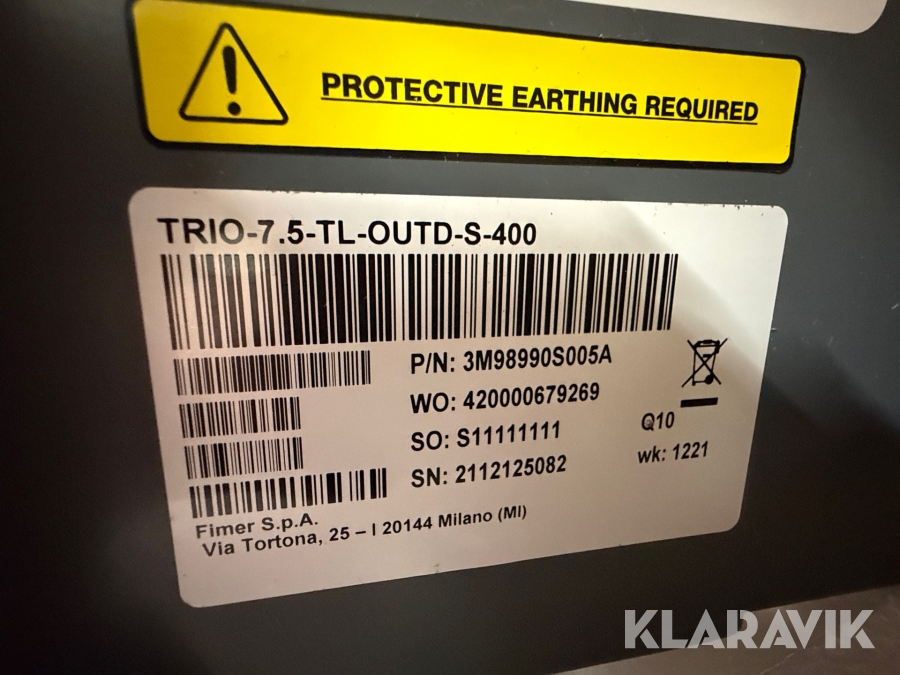 PROTECTIVE EARTHING REQUIRED
TRIO-7.5-TL-OUTD-S-400
P/N: 3M98990S005A
WO: 420000679269
SO: S11111111
SN: 2112125082
Q10
wk: 1221
Fimer S.p.A.
Via Tortona, 25 – I 20144 Milano (MI)
KLARAVIK